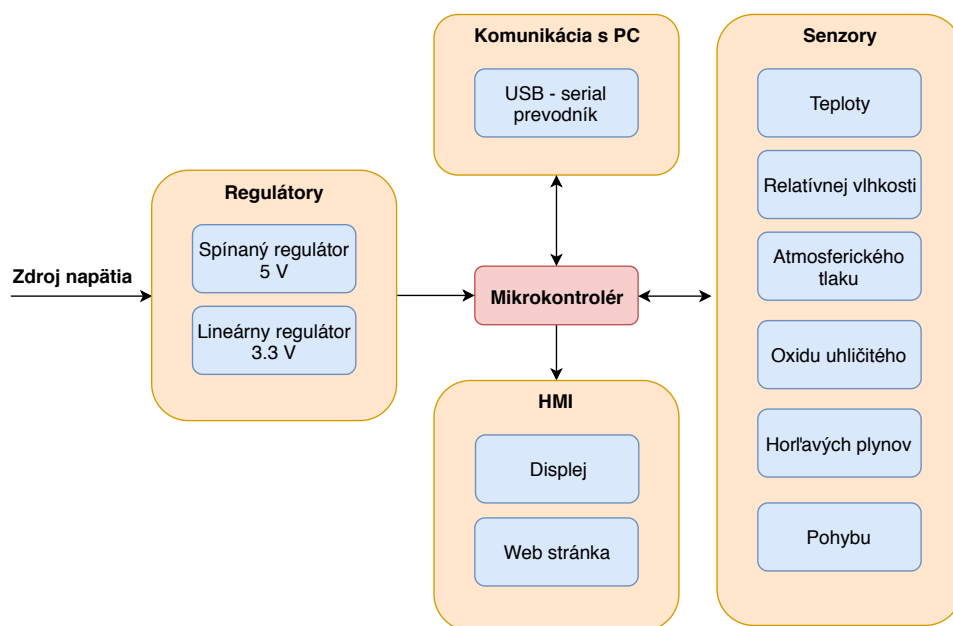 Zdroj napätia
Regulátory
Spínaný regulátor
5 V
Lineárny regulátor
3.3 V
Komunikácia s PC
USB - serial
prevodník
Mikrokontrolér
HMI
Displej
Web stránka
Senzory
Teploty
Relatívnej vlhkosti
Atmosferického
tlaku
Oxidu uhličitého
Horľavých plynov
Pohybu